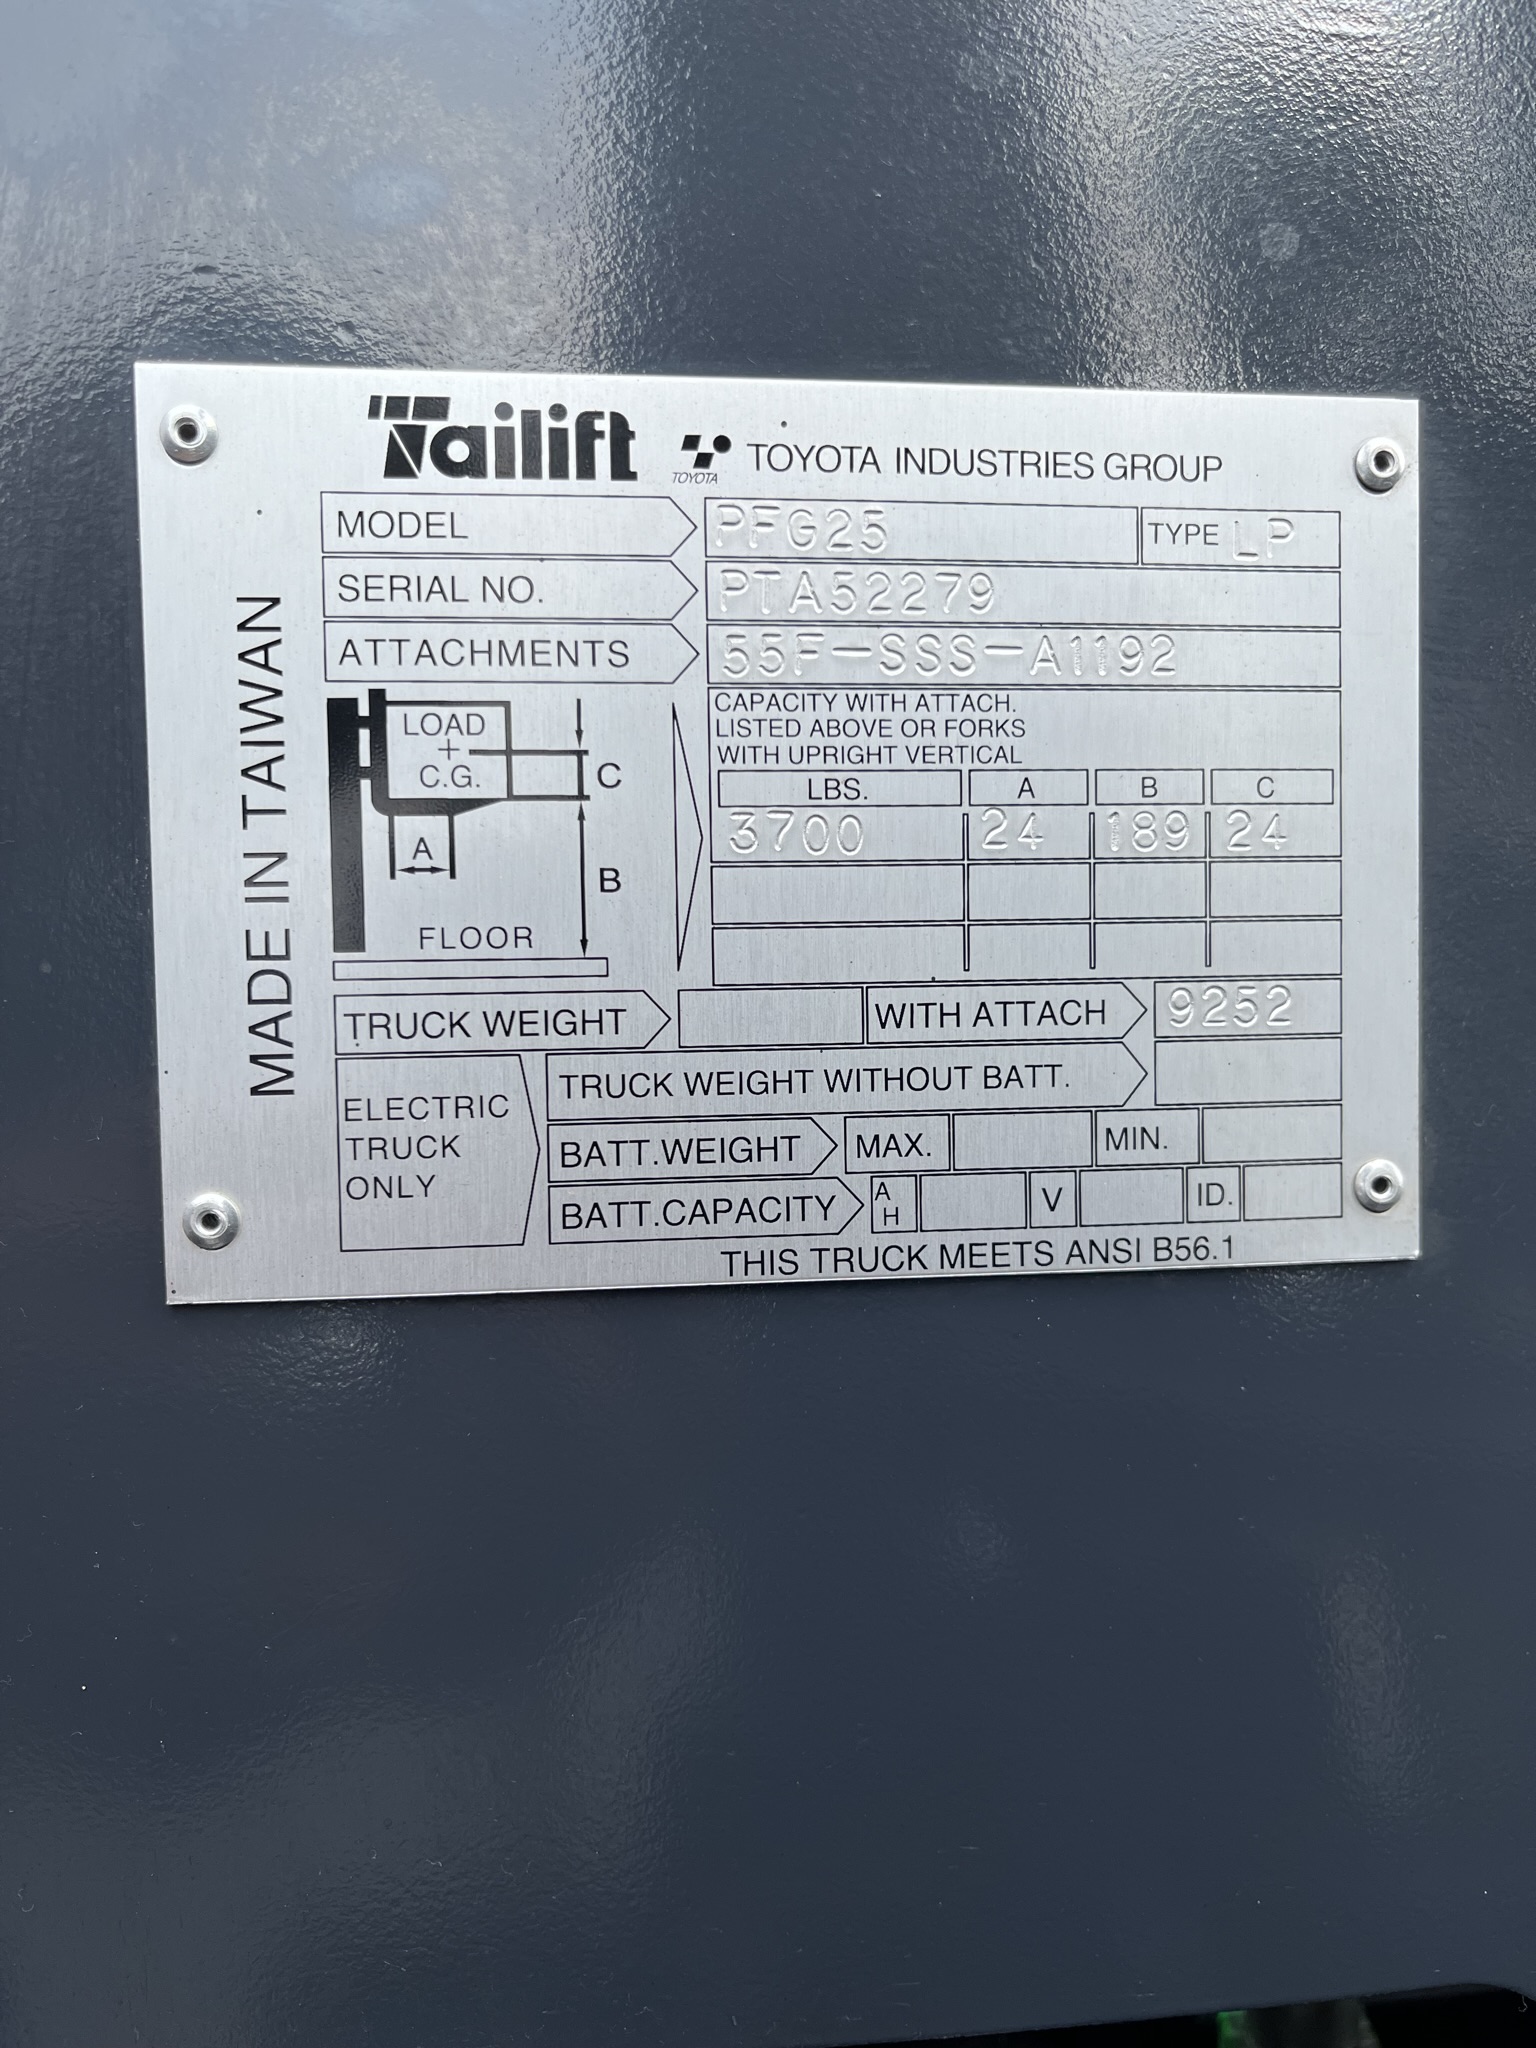 Tailift TOYOTA TOYOTA INDUSTRIES GROUP
MADE IN TAIWAN
MODEL PFG25 TYPE LP
SERIAL NO. PTA52279
ATTACHMENTS 55F-SSS-A1192
LOAD
+
C.G.
C
A
B
FLOOR
CAPACITY WITH ATTACH.
LISTED ABOVE OR FORKS
WITH UPRIGHT VERTICAL
LBS. A B C
3700 24 189 24
TRUCK WEIGHT WITH ATTACH 9252
ELECTRIC
TRUCK
ONLY
TRUCK WEIGHT WITHOUT BATT.
BATT.WEIGHT MAX. MIN.
BATT.CAPACITY AH V ID.
THIS TRUCK MEETS ANSI B56.1